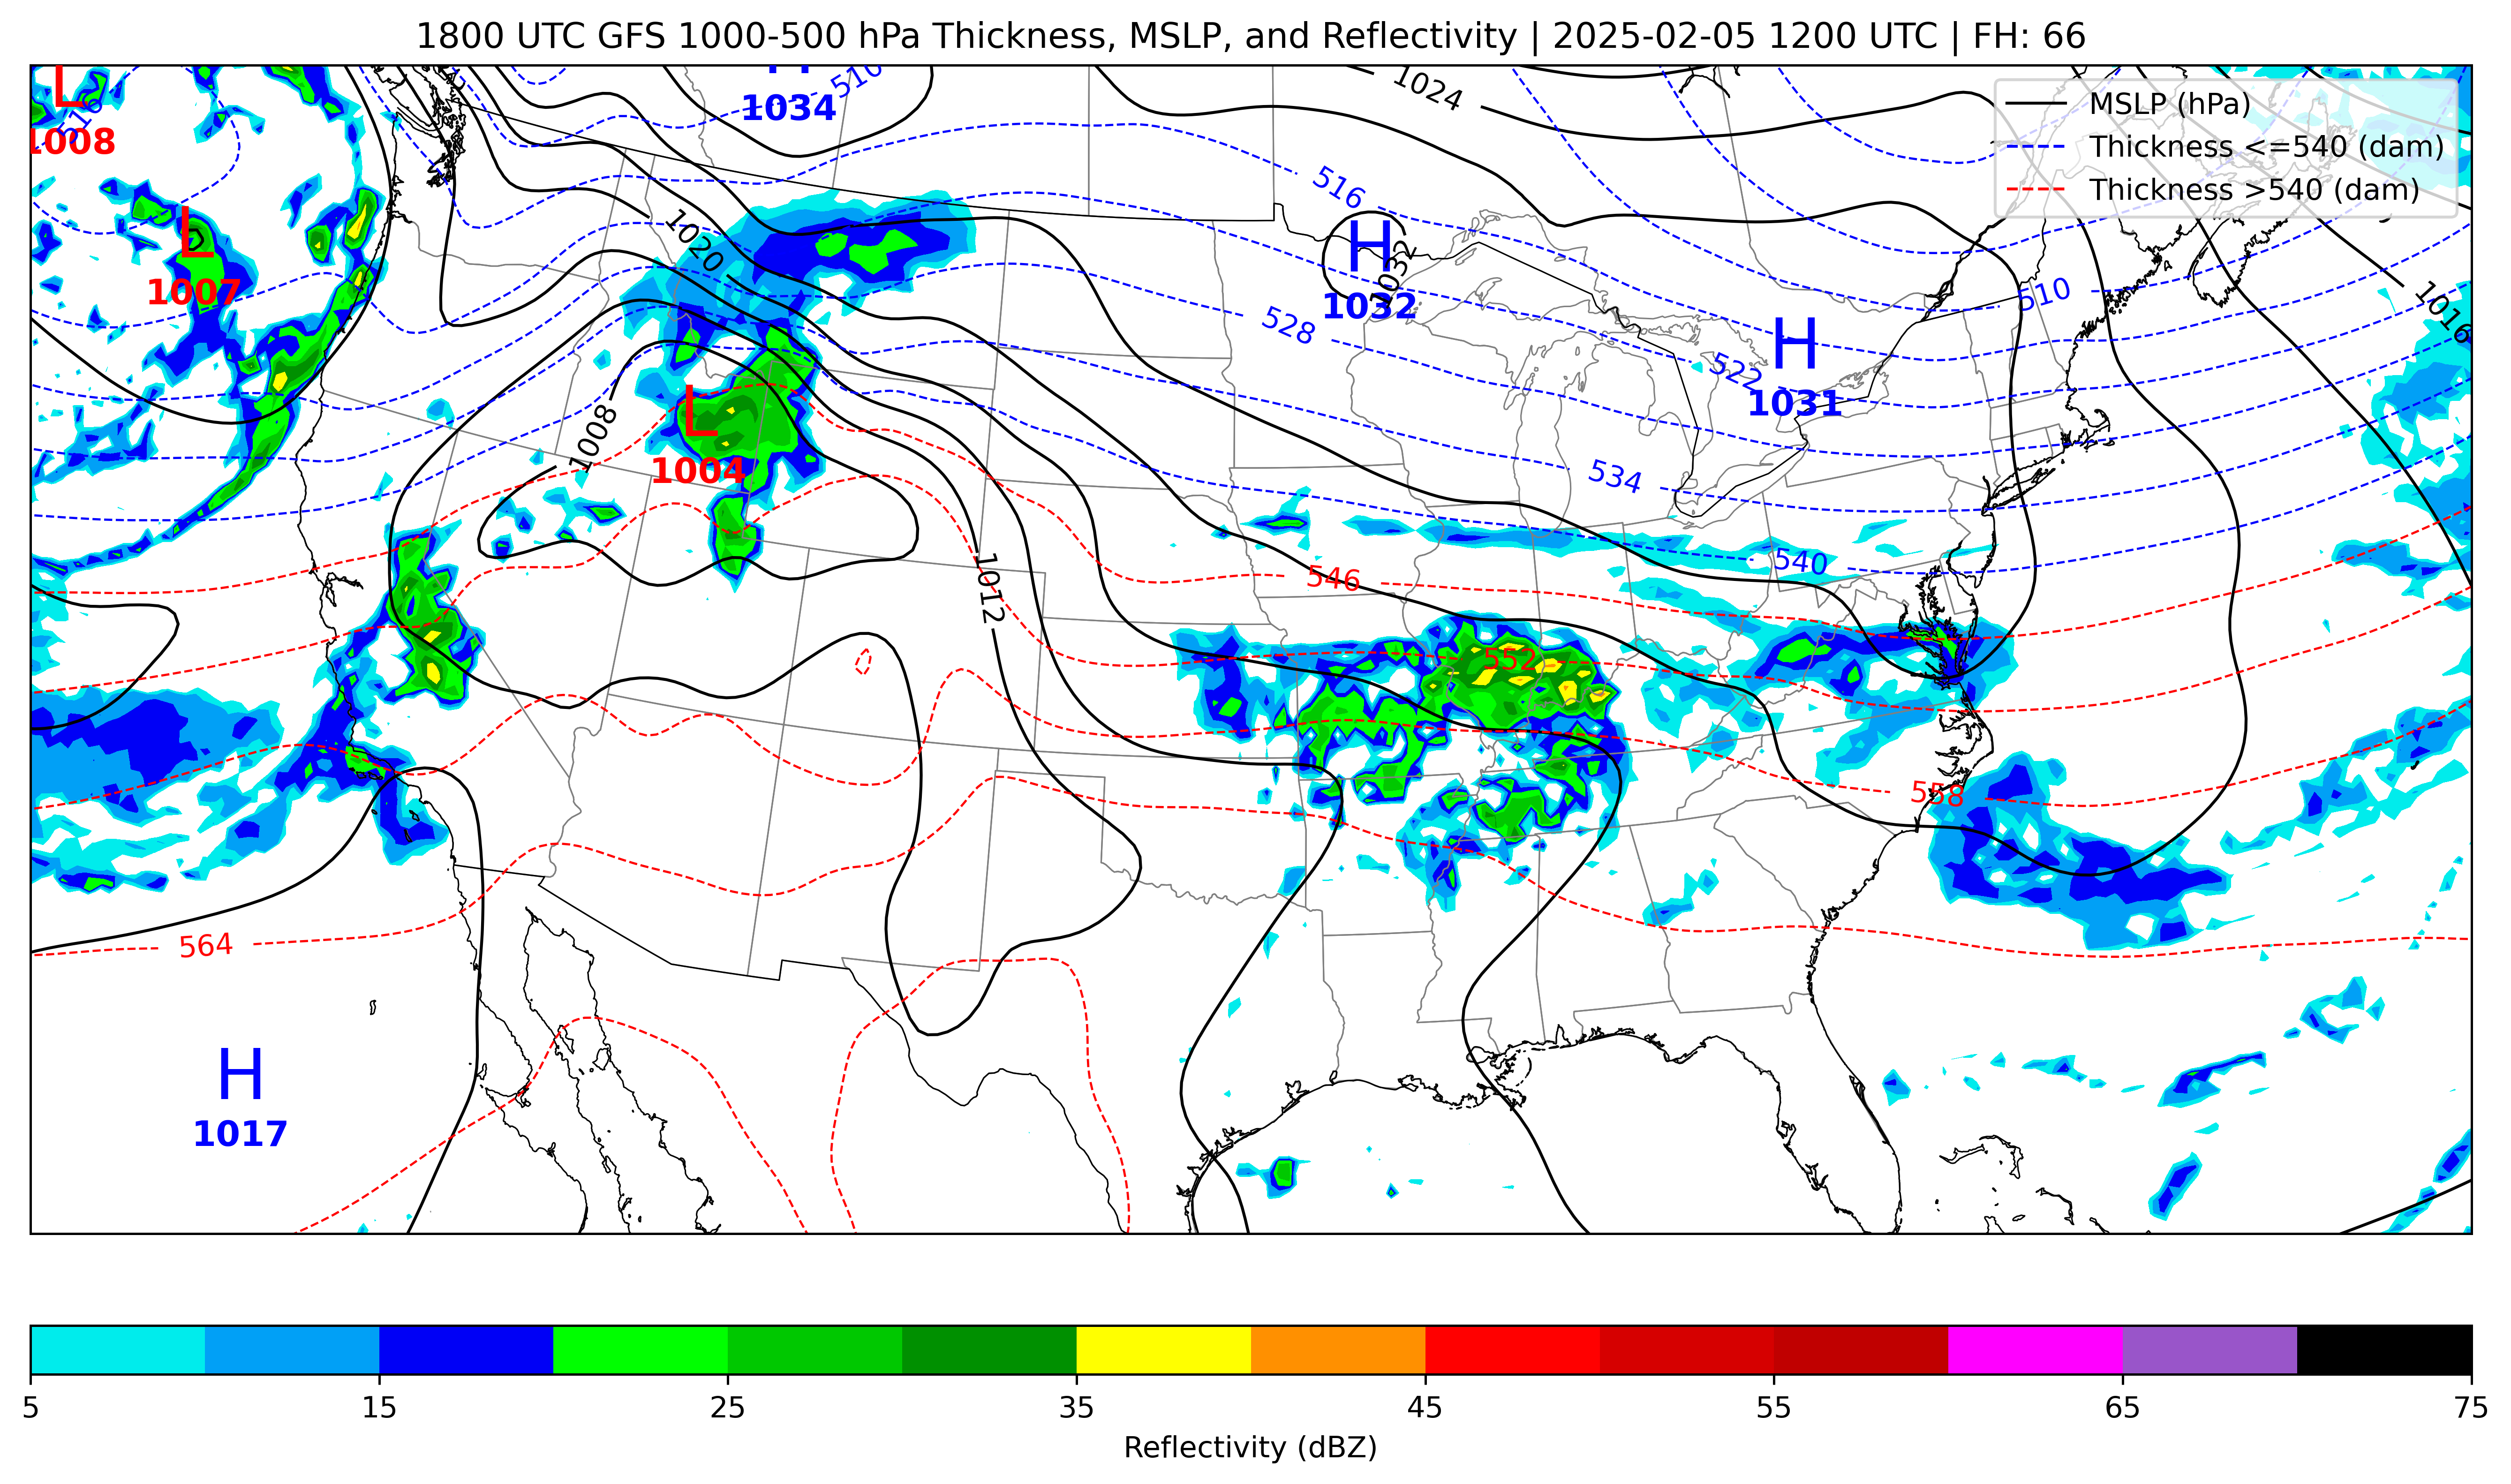 1800 UTC GFS 1000-500 hPa Thickness, MSLP, and Reflectivity | 2025-02-05 1200 UTC | FH: 66
MSLP (hPa)
Thickness <=540 (dam)
Thickness >540 (dam)
L
1008
516
H
1034
510
1024
516
L
1007
1020
H
1032
1032
528
H
1031
522
510
1016
L
1004
1008
534
540
546
1012
552
558
564
H
1017
5
15
25
35
45
55
65
75
Reflectivity (dBZ)